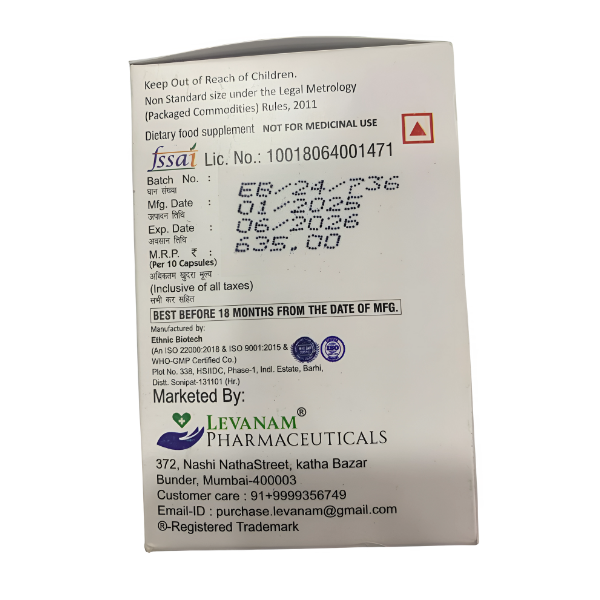 Keep Out of Reach of Children.
Non Standard size under the Legal Metrology
(Packaged Commodities) Rules, 2011
Dietary food supplement NOT FOR MEDICINAL USE
fssai Lic. No.: 10018064001471
Batch No. : EB/24/P36
घान संख्या
Mfg. Date : 01/2025
उत्पादन तिथि
Exp. Date : 06/2026
अवसान तिथि
M.R.P. ₹ : 635.00
(Per 10 Capsules)
अधिकतम खुदरा मूल्य
(Inclusive of all taxes)
सभी कर सहित
BEST BEFORE 18 MONTHS FROM THE DATE OF MFG.
Manufactured by:
Ethnic Biotech
(An ISO 22000:2018 & ISO 9001:2015 &
WHO-GMP Certified Co.)
Plot No. 338, HSIIDC, Phase-1, Indl. Estate, Barhi,
Distt. Sonipat-131101 (Hr.)
Marketed By:
LEVANAM®
PHARMACEUTICALS
372, Nashi NathaStreet, katha Bazar
Bunder, Mumbai-400003
Customer care : 91+9999356749
Email-ID : purchase.levanam@gmail.com
®-Registered Trademark